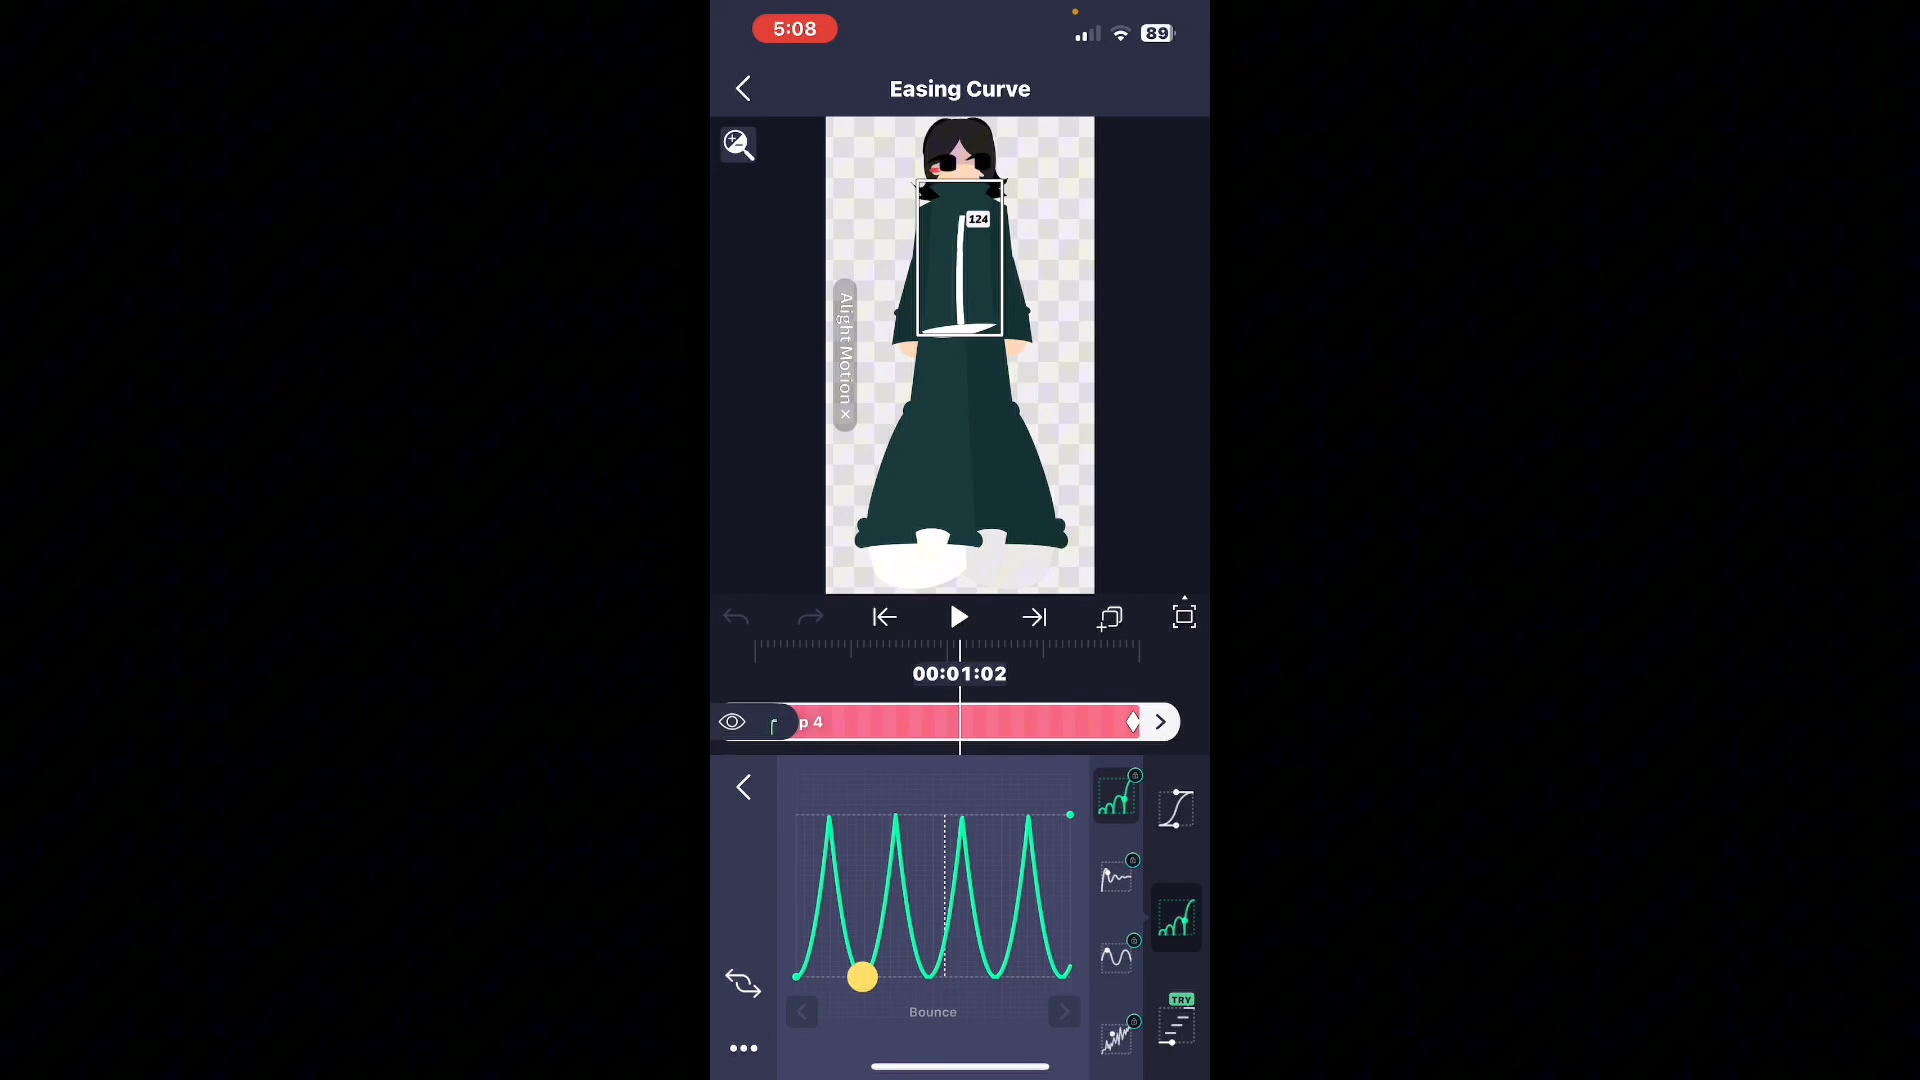 5:08
89
Easing Curve
124
Alight Motion ×
00:01:02
p 4
TRY
Bounce